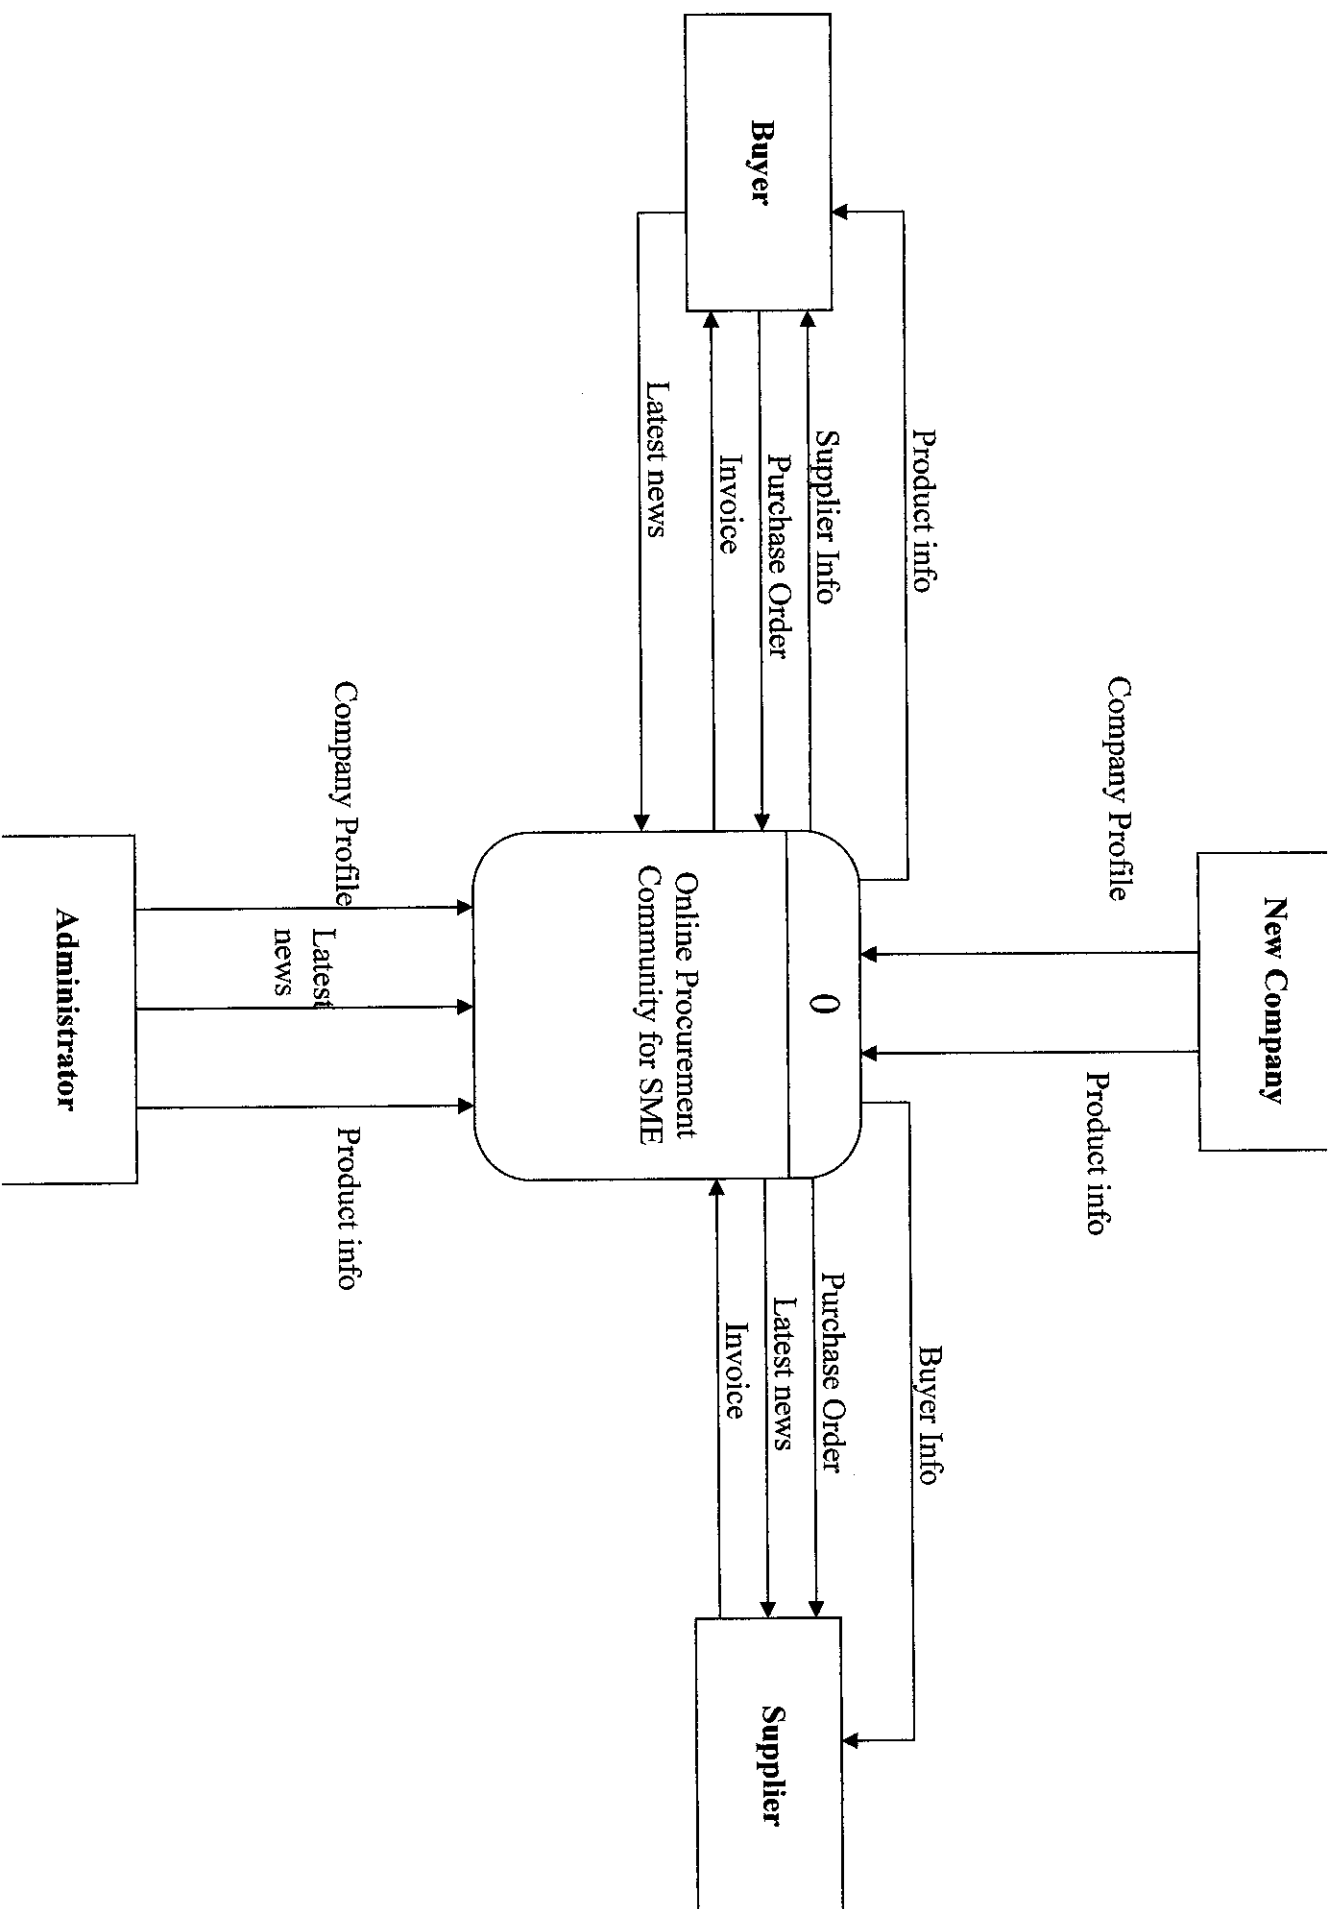 New Company
Company Profile
Product info
Product info
Buyer Info
Supplier Info
Purchase Order
Purchase Order
Latest news
Invoice
Invoice
Latest news
Buyer
0
Online Procurement
Community for SME
Supplier
Company Profile
Latest
news
Product info
Administrator